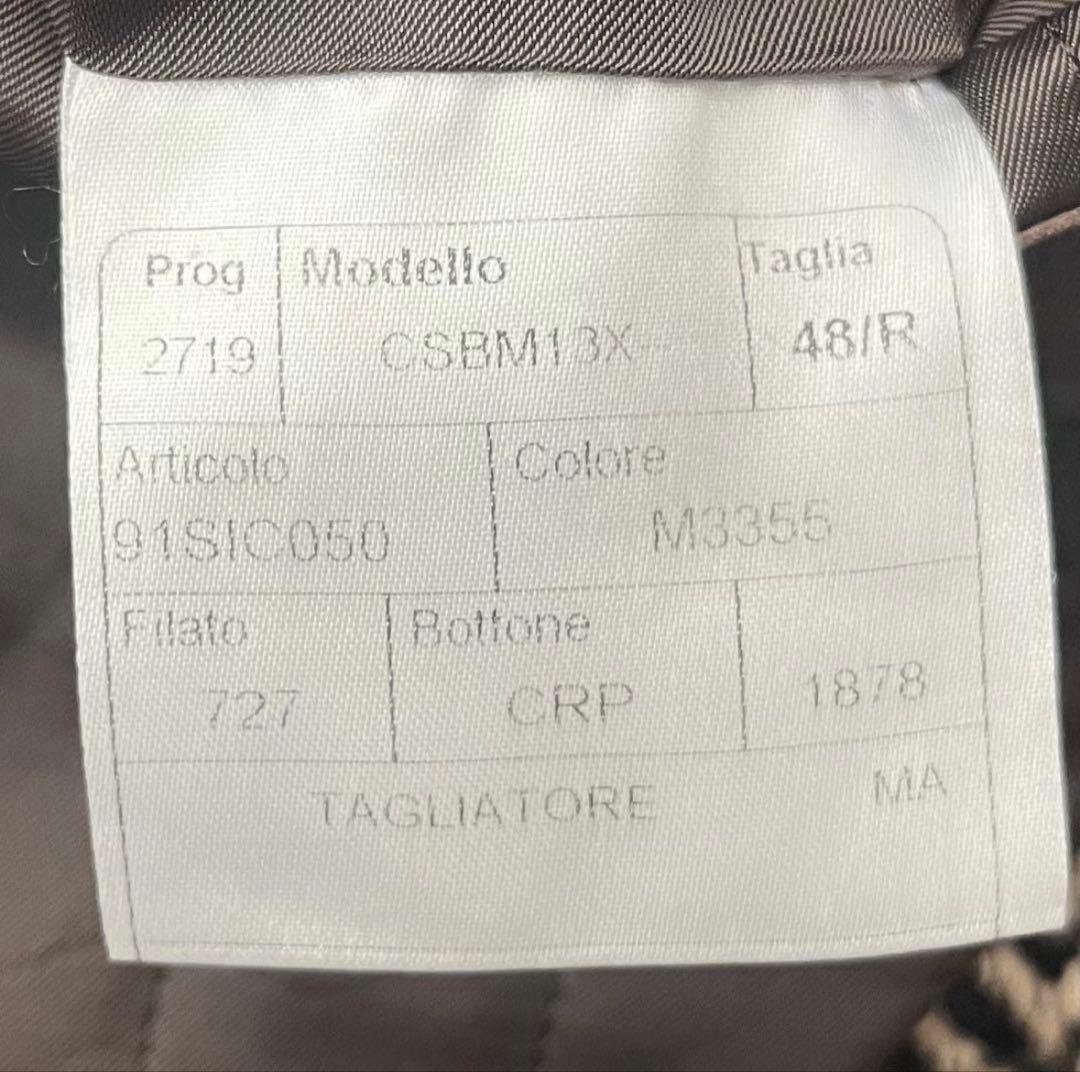 Prog Modello Taglia
2719 CSBM13X 48/R
Articolo Colore
91SIC050 M3355
Filato Bottone
727 CRP 1878
TAGLIATORE MA